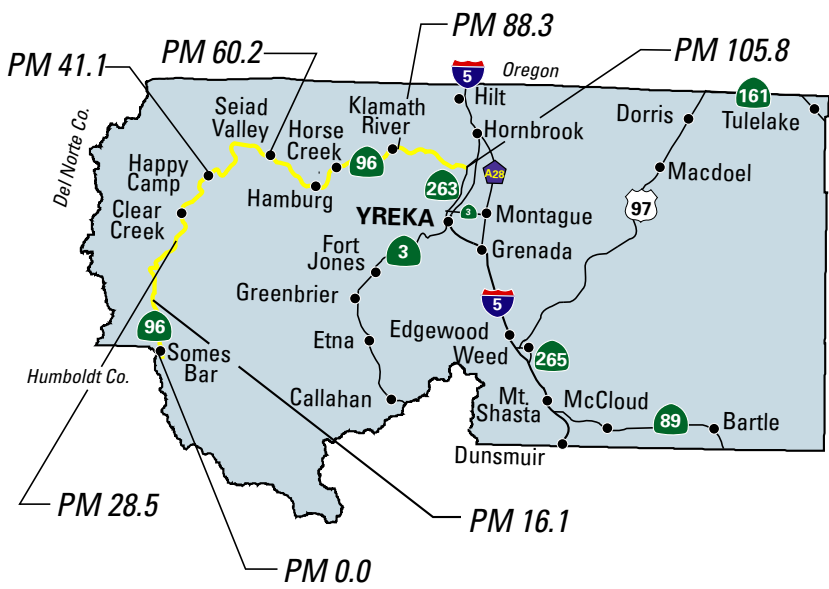 PM 88.3
PM 60.2
PM 105.8
PM 41.1
5
Oregon
161
Hilt
Seiad
Valley
Klamath
River
Dorris
Tulelake
Del Norte Co.
Horse
Creek
Hornbrook
Happy
Camp
96
Macdoel
A28
263
Hamburg
Clear
Creek
97
3
YREKA
Montague
3
Fort
Jones
Grenada
Greenbrier
5
96
Etna
Edgewood
Weed
265
Somes
Bar
Humboldt Co.
Callahan
Mt.
Shasta
McCloud
89
Bartle
Dunsmuir
PM 28.5
PM 16.1
PM 0.0